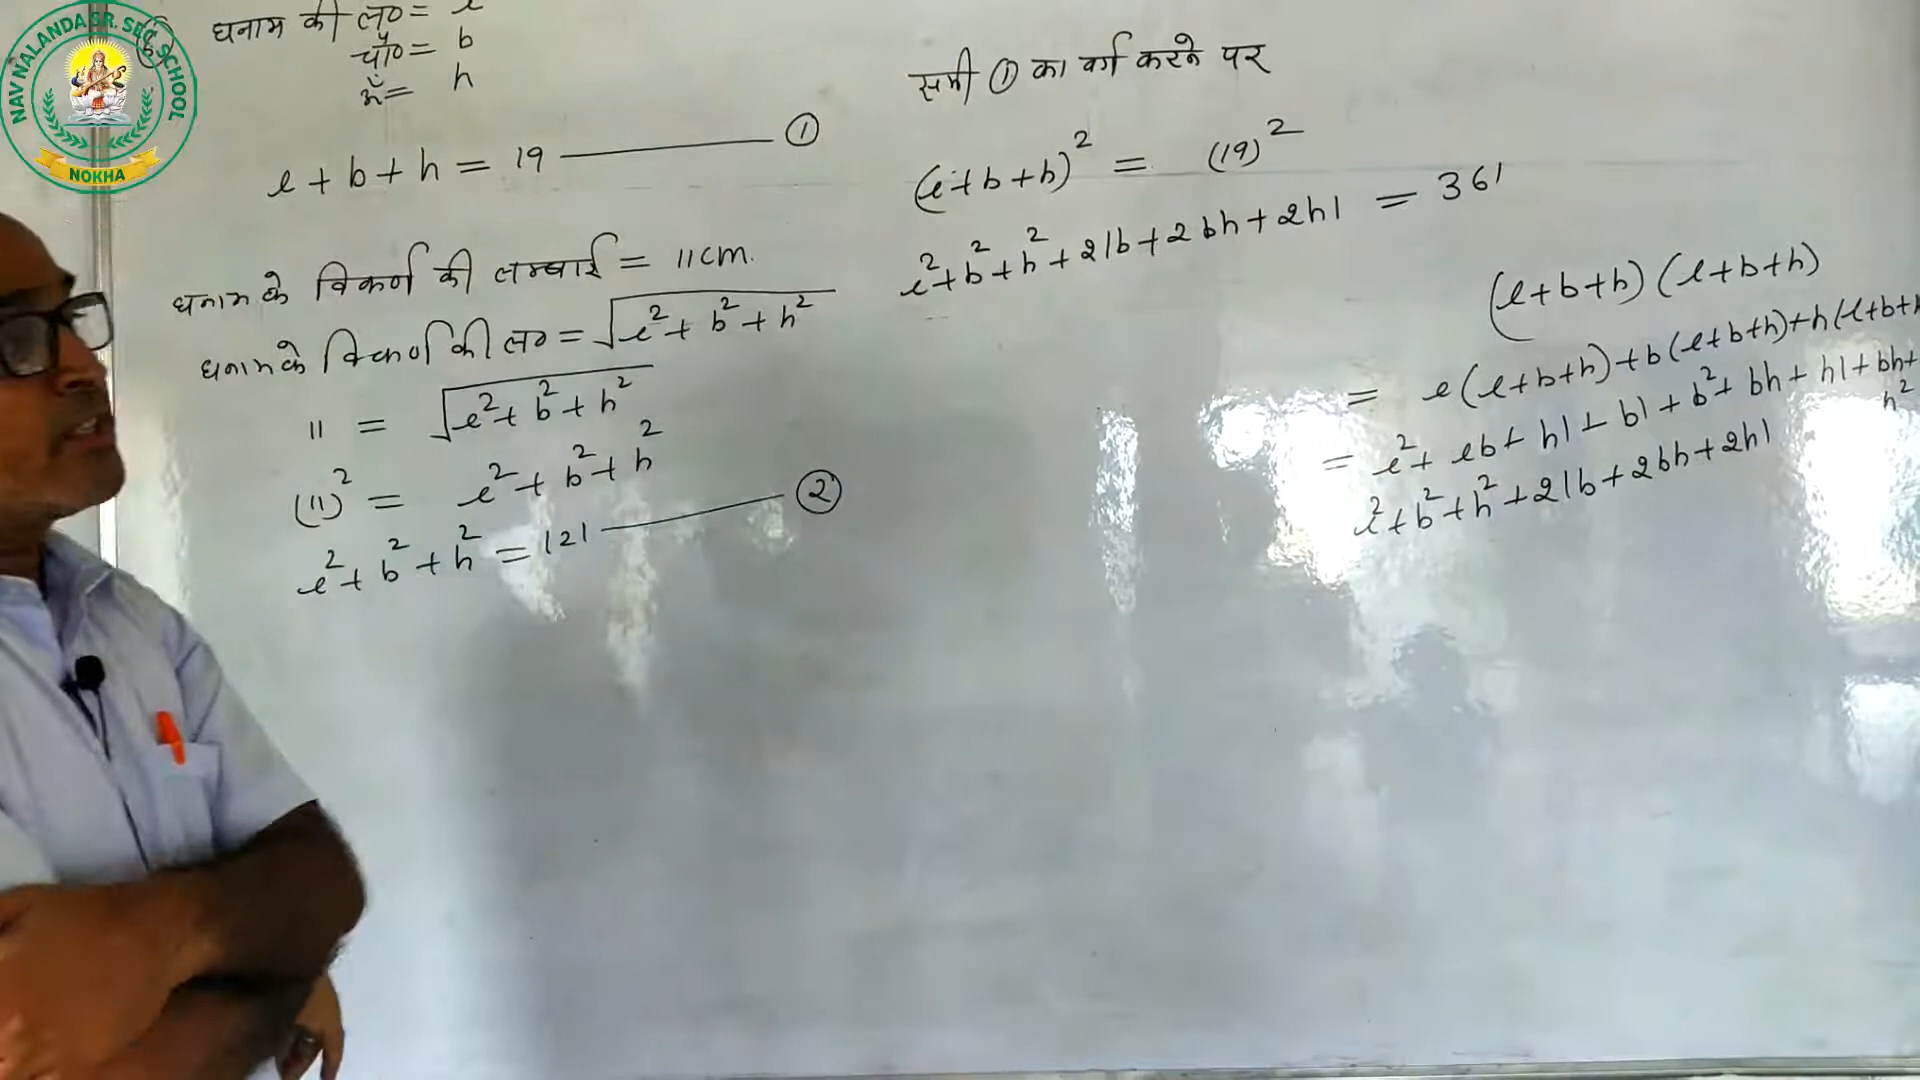 NAV NALANDA SR. SEC. SCHOOL
NOKHA
घनाभ की ल० = l
चौ० = b
ऊँ = h
l + b + h = 19 ——— ①
घनाभ के विकर्ण की लम्बाई = 11cm.
घनाभ के विकर्ण की ल० = √l² + b² + h²
11 = √l² + b² + h²
(11)² = l² + b² + h²
l² + b² + h² = 121 ——— ②
समी ① का वर्ग करने पर
(l + b + h)² = (19)²
l² + b² + h² + 2lb + 2bh + 2hl = 361
(l+b+h) (l+b+h)
= l(l+b+h)+b(l+b+h)+h(l+b+h
= l² + lb + hl + bl + b² + bh + hl + bh +
h²
l² + b² + h² + 2lb + 2bh + 2hl